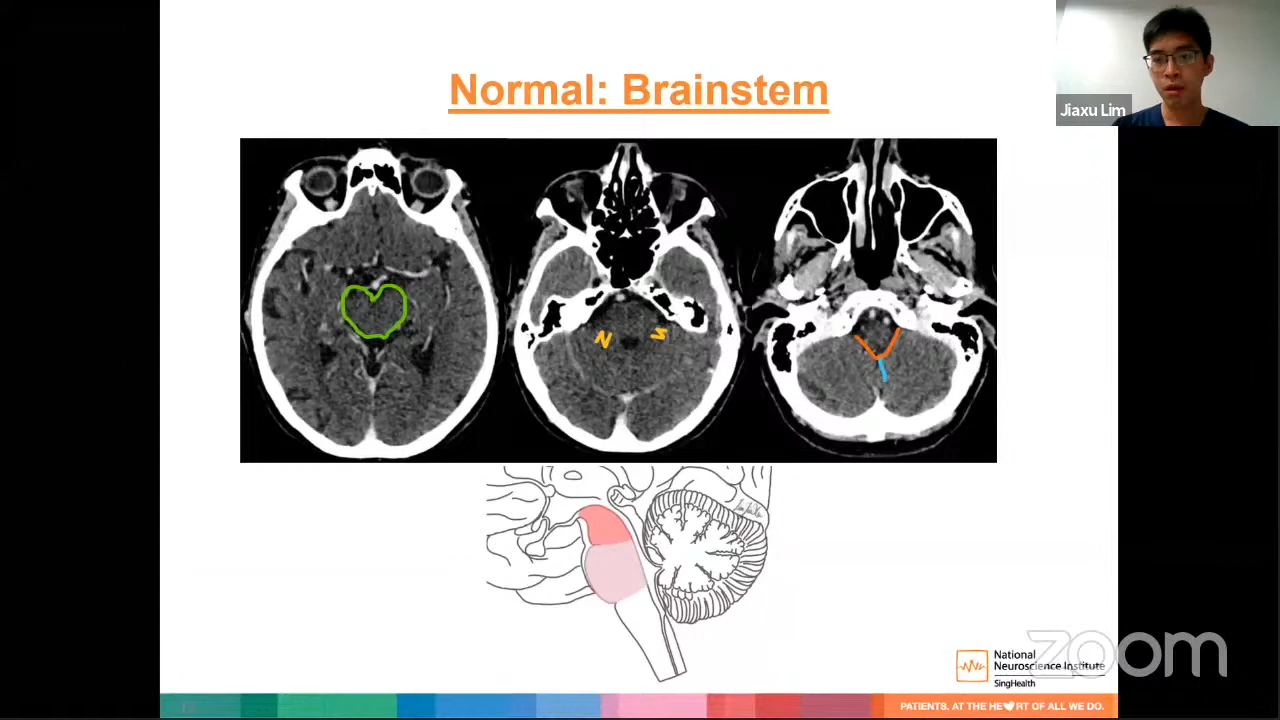 Normal: Brainstem
Jiaxu Lim
N
N
National
Neuroscience Institute
SingHealth
zoom
PATIENTS. AT THE HE RT OF ALL WE DO.